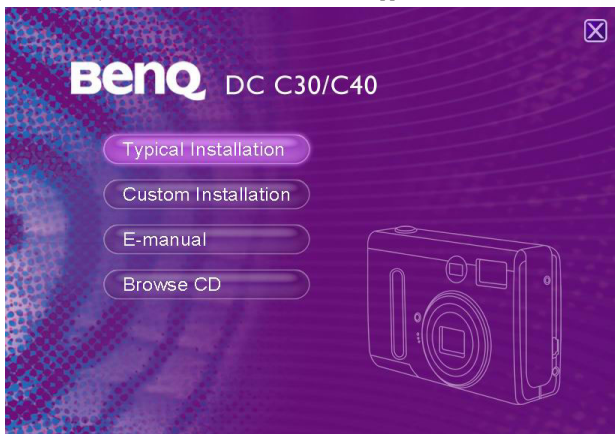 BenQ DC C30/C40
Typical Installation
Custom Installation
E-manual
Browse CD